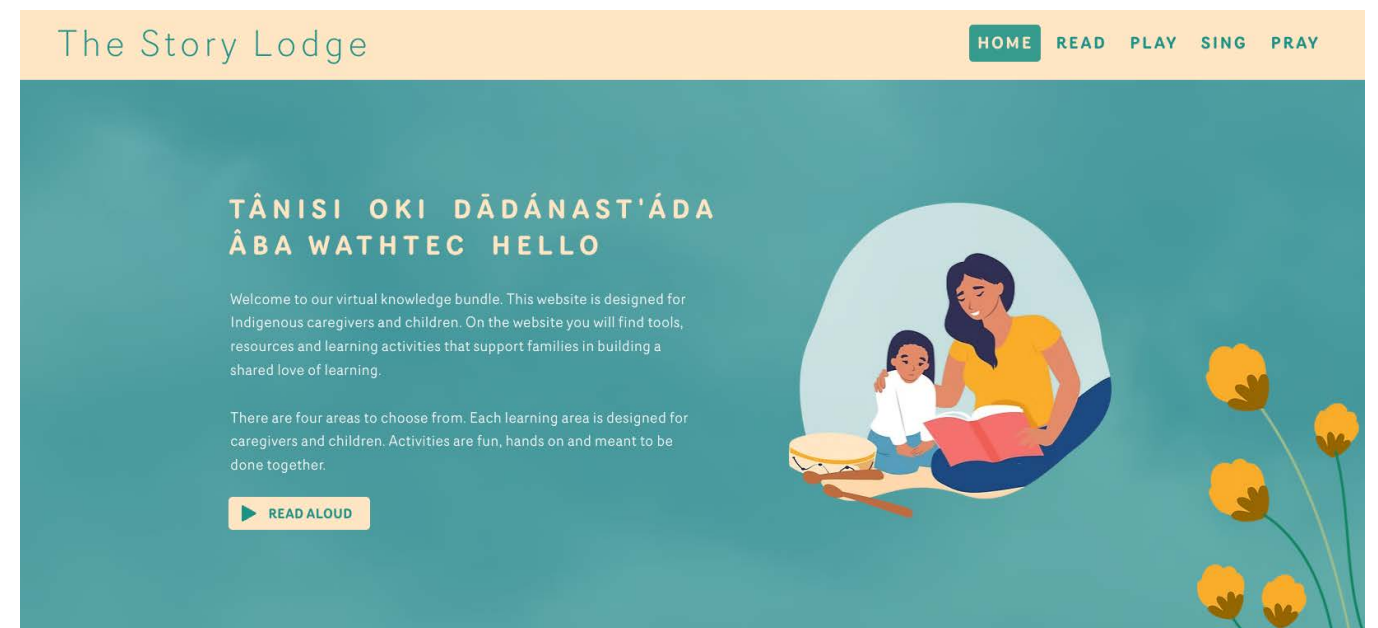 The Story Lodge
HOME READ PLAY SING PRAY
TÂNISI OKI DĀDÁNAST'ÁDA
ÂBA WATHTEC HELLO
Welcome to our virtual knowledge bundle. This website is designed for
Indigenous caregivers and children. On the website you will find tools,
resources and learning activities that support families in building a
shared love of learning.
There are four areas to choose from. Each learning area is designed for
caregivers and children. Activities are fun, hands on and meant to be
done together.
READ ALOUD